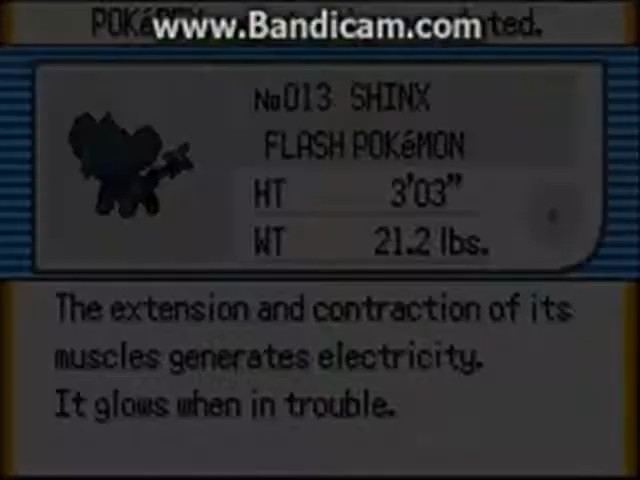 www.Bandicam.com
No013 SHINX
FLASH POKéMON
HT 3'03"
WT 21.2 lbs.
The extension and contraction of its
muscles generates electricity.
It glows when in trouble.